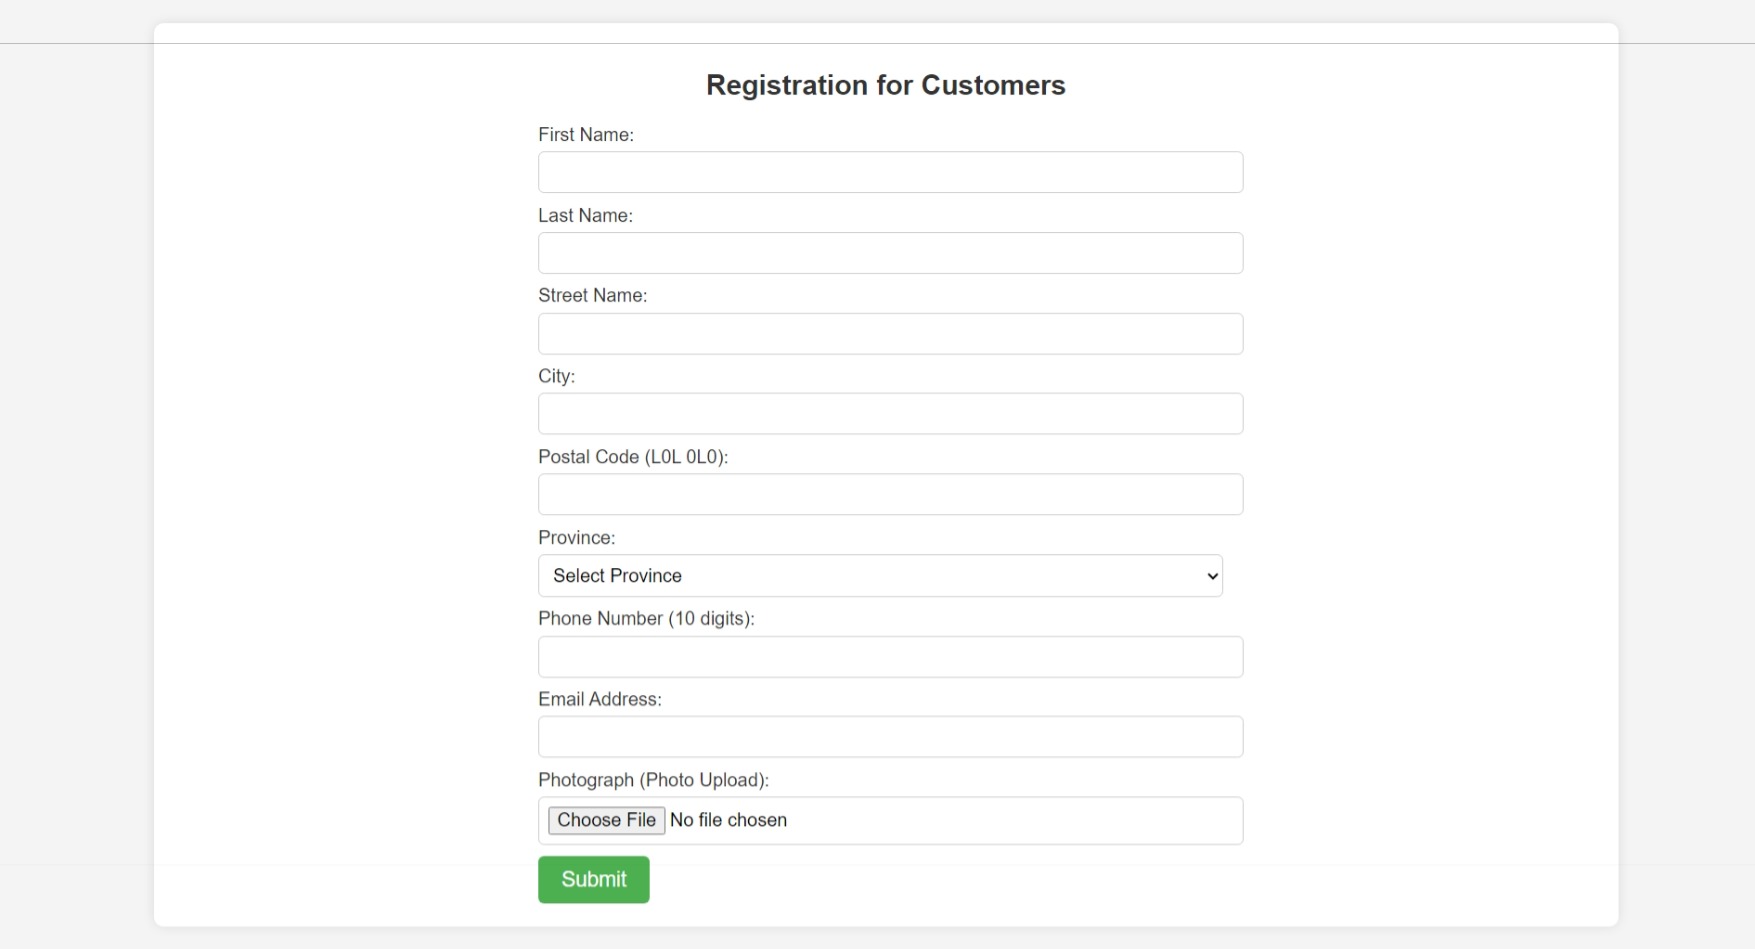 Registration for Customers
First Name:
Last Name:
Street Name:
City:
Postal Code (L0L 0L0):
Province:
Select Province
Phone Number (10 digits):
Email Address:
Photograph (Photo Upload):
Choose File No file chosen
Submit